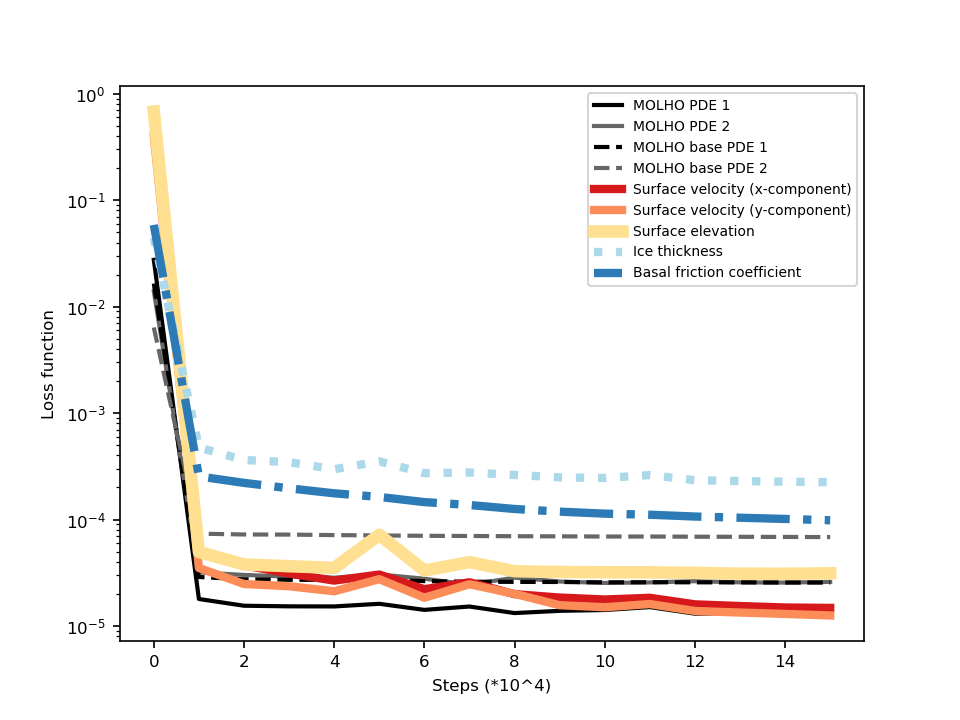 MOLHO PDE 1
MOLHO PDE 2
MOLHO base PDE 1
MOLHO base PDE 2
Surface velocity (x-component)
Surface velocity (y-component)
Surface elevation
Ice thickness
Basal friction coefficient
Loss function
10⁰
10⁻¹
10⁻²
10⁻³
10⁻⁴
10⁻⁵
0 2 4 6 8 10 12 14
Steps (*10^4)